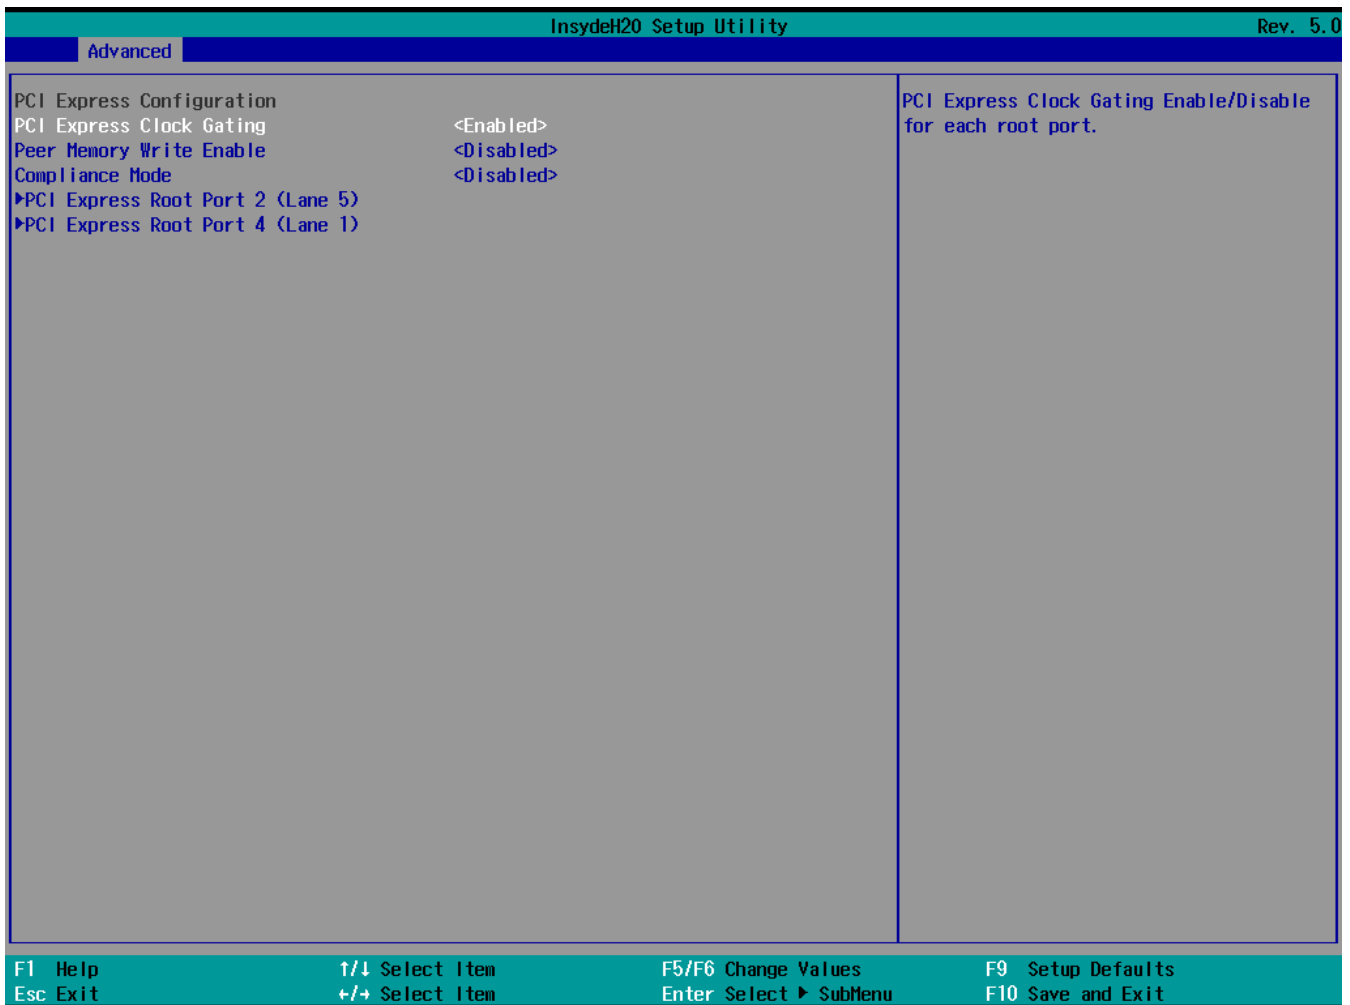 InsydeH20 Setup Utility Rev. 5.0
Advanced
PCI Express Configuration
PCI Express Clock Gating <Enabled>
Peer Memory Write Enable <Disabled>
Compliance Mode <Disabled>
▶PCI Express Root Port 2 (Lane 5)
▶PCI Express Root Port 4 (Lane 1)
PCI Express Clock Gating Enable/Disable
for each root port.
F1 Help ↑/↓ Select Item F5/F6 Change Values F9 Setup Defaults
Esc Exit ←/→ Select Item Enter Select ▶ SubMenu F10 Save and Exit